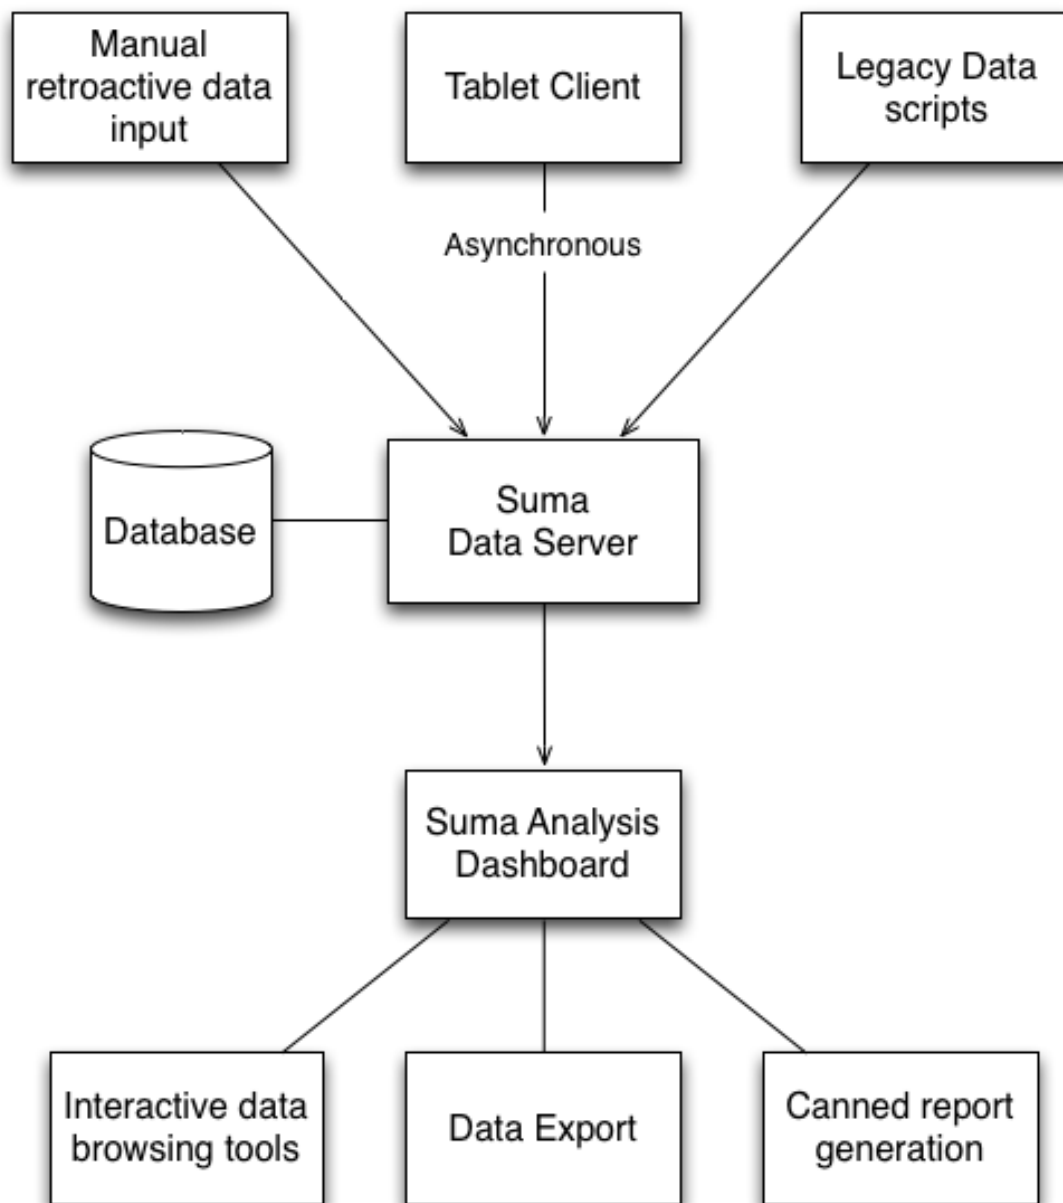 Manual
retroactive data
input
Tablet Client
Legacy Data
scripts
Asynchronous
Database
Suma
Data Server
Suma Analysis
Dashboard
Interactive data
browsing tools
Data Export
Canned report
generation